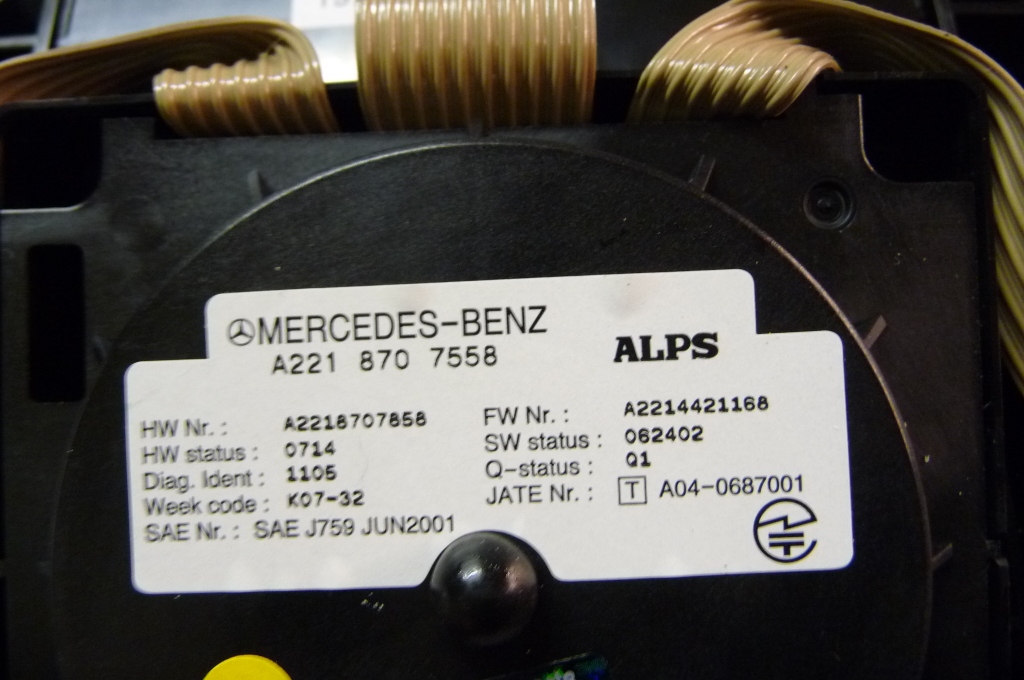 MERCEDES-BENZ
A221 870 7558
ALPS
HW Nr. : A2218707858
HW status : 0714
Diag. Ident : 1105
Week code : K07-32
SAE Nr. : SAE J759 JUN2001
FW Nr. : A2214421168
SW status : 062402
Q-status : Q1
JATE Nr. : T A04-0687001